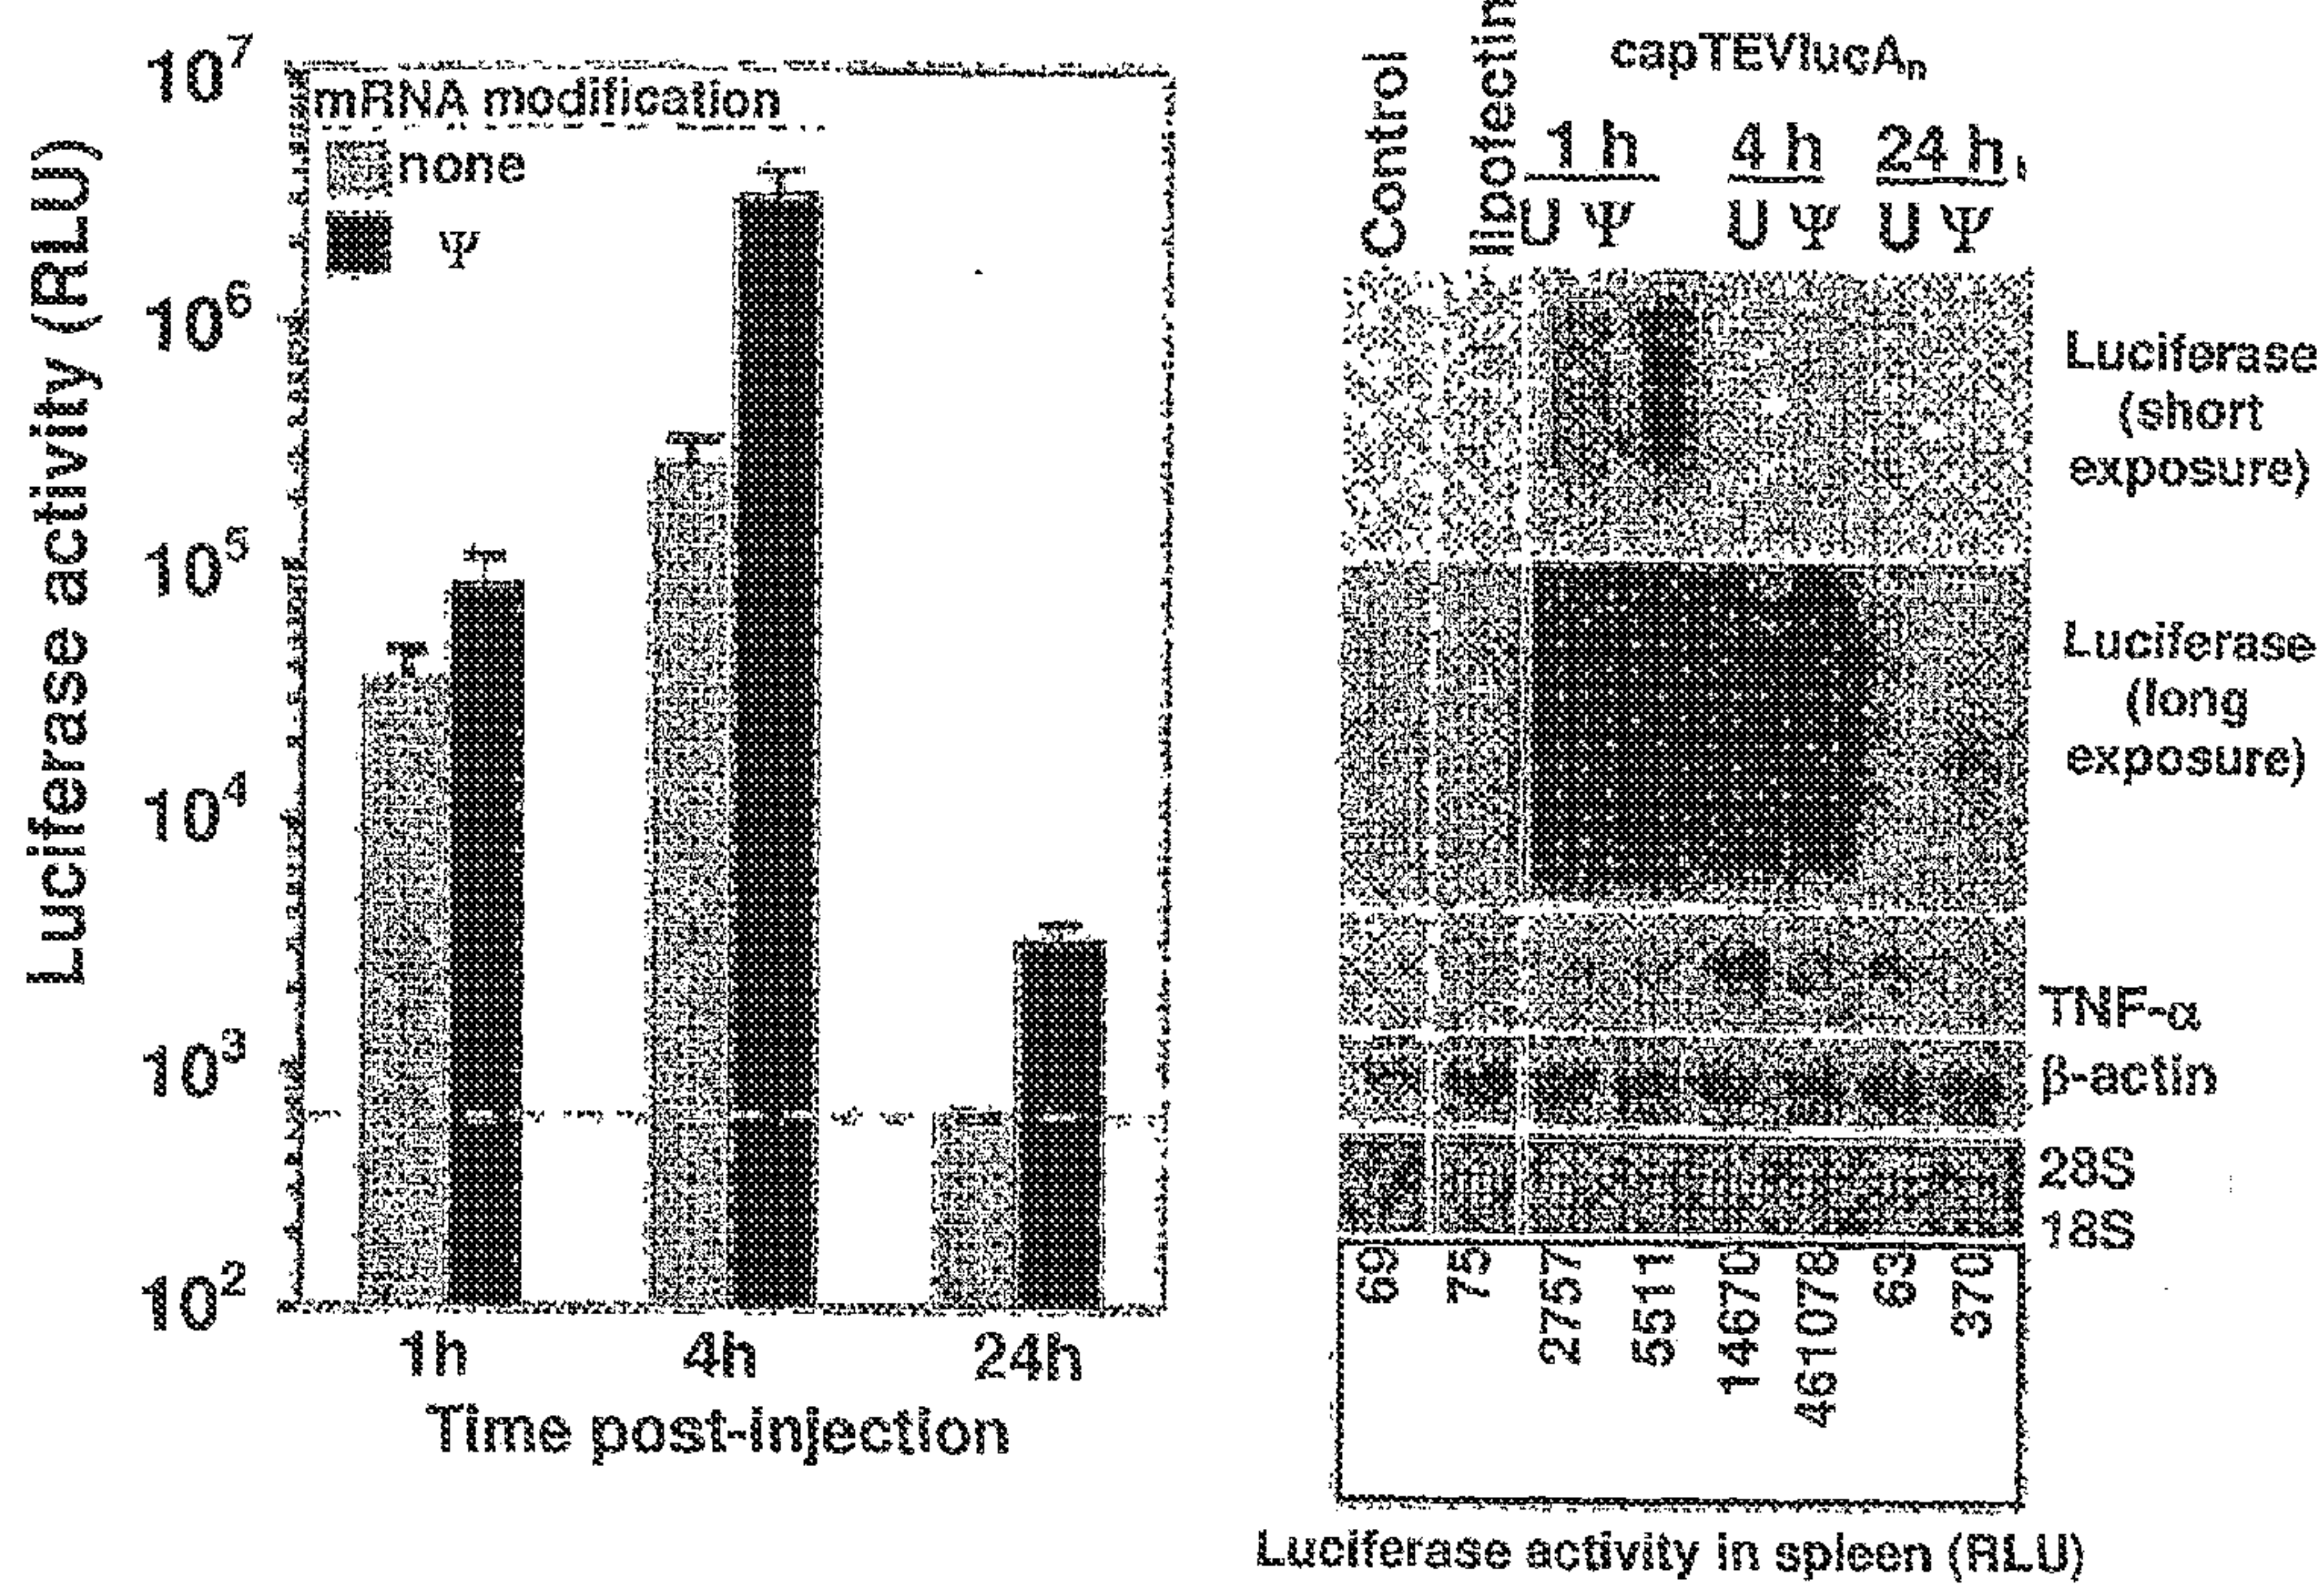 Luciferase activity (RLU)
10⁷
10⁶
10⁵
10⁴
10³
10²
mRNA modification
none
Ψ
1h 4h 24h
Time post-injection
Control
lipofectin
capTEVlucAₙ
1 h 4 h 24 h
U Ψ U Ψ U Ψ
Luciferase
(short
exposure)
Luciferase
(long
exposure)
TNF-α
β-actin
28S
18S
69 75 2757 5511 14670 461078 63 370
Luciferase activity in spleen (RLU)